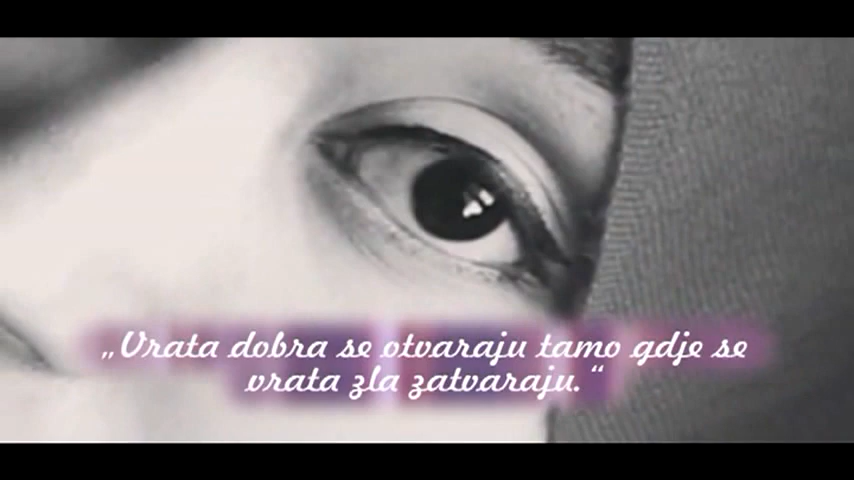 „Vrata dobra se otvaraju tamo gdje se
vrata zla zatvaraju.“